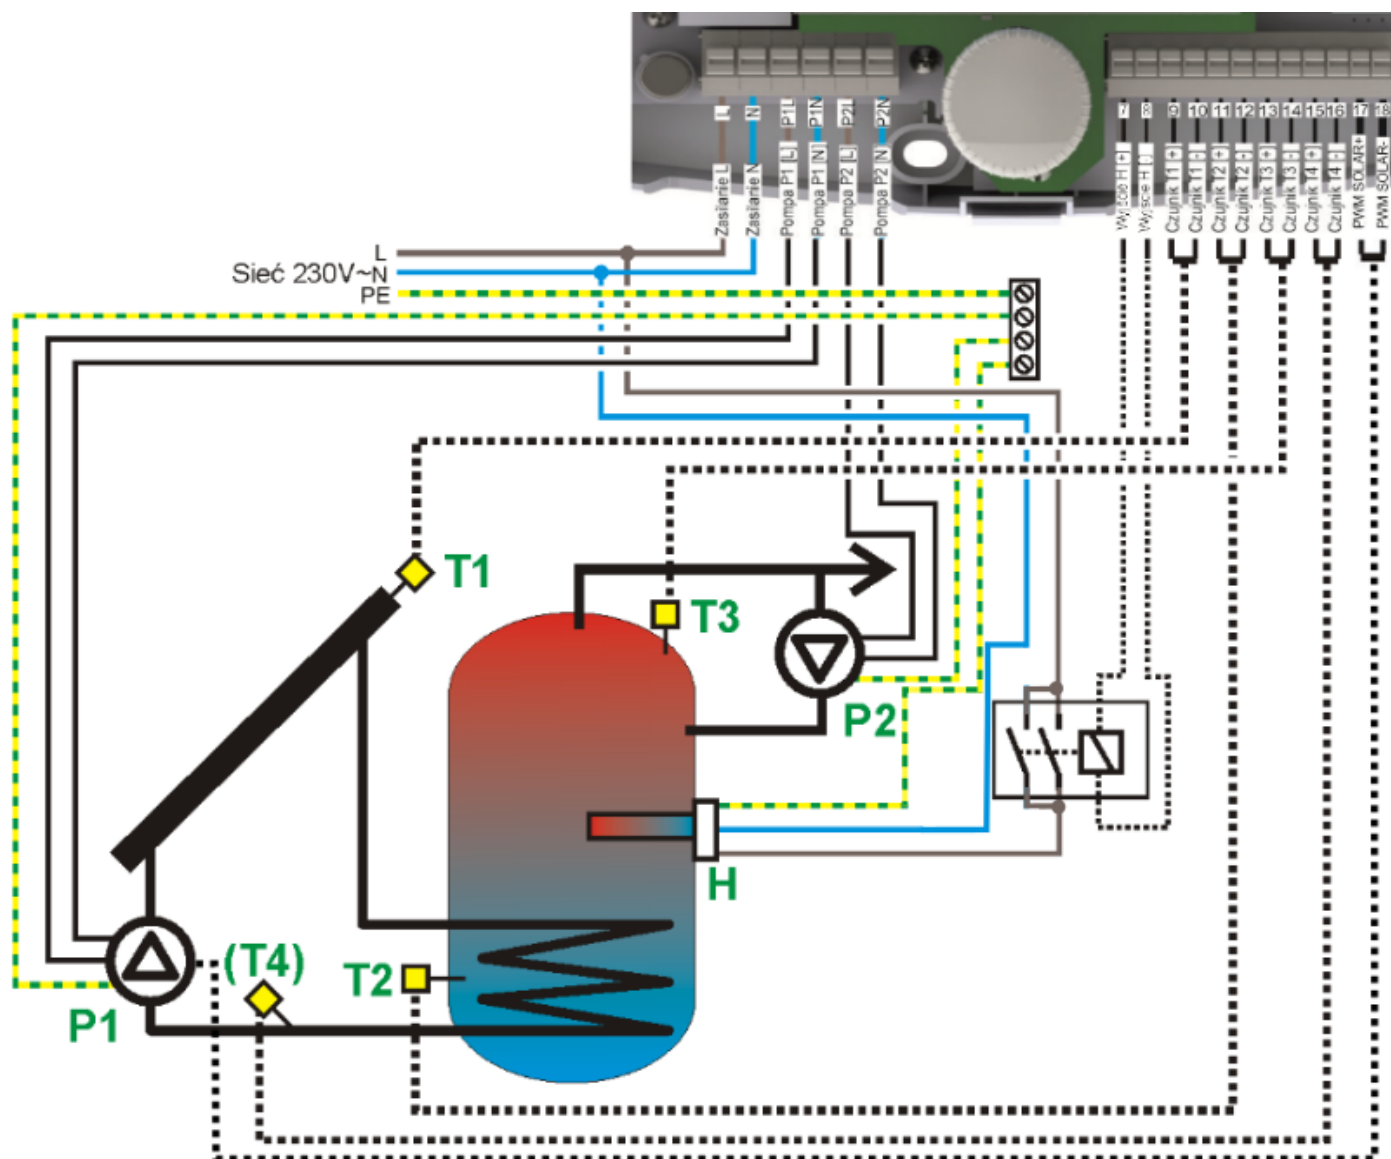 L
N
P1L
P1N
P2L
P2N
7
8
9
10
11
12
13
14
15
16
17
18
Zasilanie L
Zasilanie N
Pompa P1 [L]
Pompa P1 [N]
Pompa P2 [L]
Pompa P2 [N]
Wyjście H [+]
Wyjście H [-]
Czujnik T1 [+]
Czujnik T1 [-]
Czujnik T2 [+]
Czujnik T2 [-]
Czujnik T3 [+]
Czujnik T3 [-]
Czujnik T4 [+]
Czujnik T4 [-]
PWM SOLAR+
PWM SOLAR-
L
Sieć 230V~N
PE
T1
T3
P2
H
(T4)
T2
P1